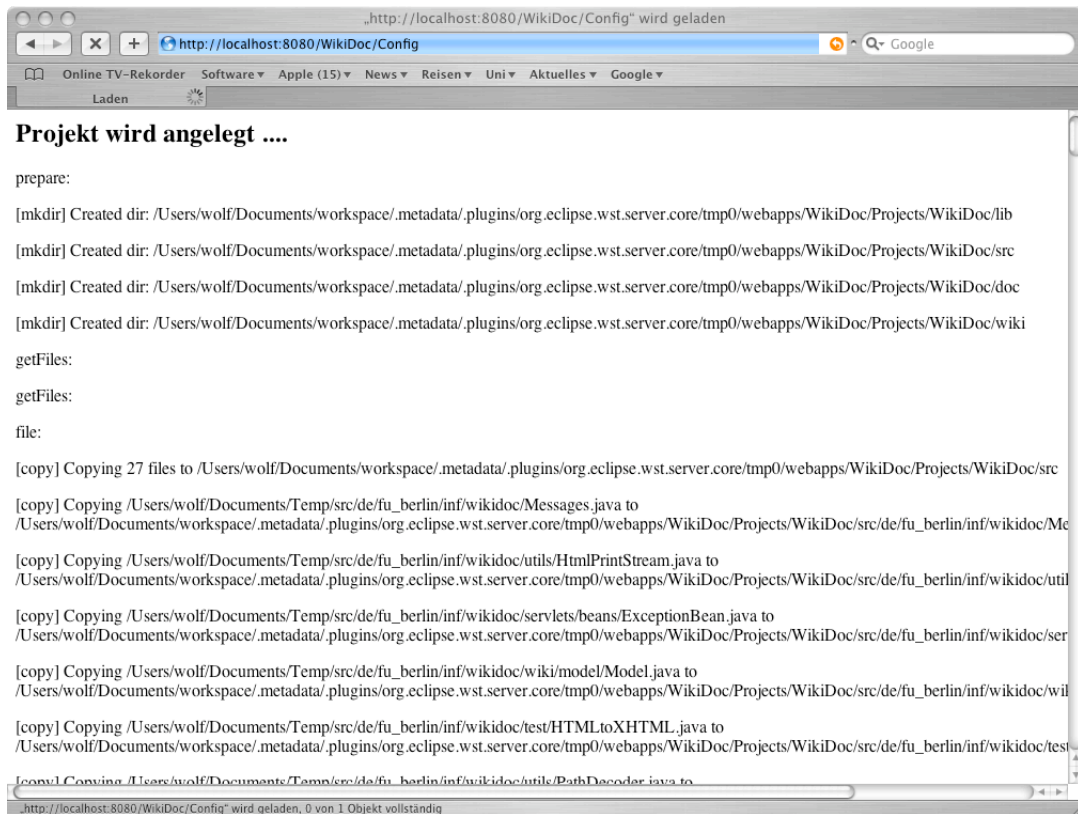 „http://localhost:8080/WikiDoc/Config“ wird geladen
http://localhost:8080/WikiDoc/Config
Google
Online TV-Rekorder Software Apple (15) News Reisen Uni Aktuelles Google
Laden
Projekt wird angelegt ....
prepare:
[mkdir] Created dir: /Users/wolf/Documents/workspace/.metadata/.plugins/org.eclipse.wst.server.core/tmp0/webapps/WikiDoc/Projects/WikiDoc/lib
[mkdir] Created dir: /Users/wolf/Documents/workspace/.metadata/.plugins/org.eclipse.wst.server.core/tmp0/webapps/WikiDoc/Projects/WikiDoc/src
[mkdir] Created dir: /Users/wolf/Documents/workspace/.metadata/.plugins/org.eclipse.wst.server.core/tmp0/webapps/WikiDoc/Projects/WikiDoc/doc
[mkdir] Created dir: /Users/wolf/Documents/workspace/.metadata/.plugins/org.eclipse.wst.server.core/tmp0/webapps/WikiDoc/Projects/WikiDoc/wiki
getFiles:
getFiles:
file:
[copy] Copying 27 files to /Users/wolf/Documents/workspace/.metadata/.plugins/org.eclipse.wst.server.core/tmp0/webapps/WikiDoc/Projects/WikiDoc/src
[copy] Copying /Users/wolf/Documents/Temp/src/de/fu_berlin/inf/wikidoc/Messages.java to
/Users/wolf/Documents/workspace/.metadata/.plugins/org.eclipse.wst.server.core/tmp0/webapps/WikiDoc/Projects/WikiDoc/src/de/fu_berlin/inf/wikidoc/Me
[copy] Copying /Users/wolf/Documents/Temp/src/de/fu_berlin/inf/wikidoc/utils/HtmlPrintStream.java to
/Users/wolf/Documents/workspace/.metadata/.plugins/org.eclipse.wst.server.core/tmp0/webapps/WikiDoc/Projects/WikiDoc/src/de/fu_berlin/inf/wikidoc/util
[copy] Copying /Users/wolf/Documents/Temp/src/de/fu_berlin/inf/wikidoc/servlets/beans/ExceptionBean.java to
/Users/wolf/Documents/workspace/.metadata/.plugins/org.eclipse.wst.server.core/tmp0/webapps/WikiDoc/Projects/WikiDoc/src/de/fu_berlin/inf/wikidoc/ser
[copy] Copying /Users/wolf/Documents/Temp/src/de/fu_berlin/inf/wikidoc/wiki/model/Model.java to
/Users/wolf/Documents/workspace/.metadata/.plugins/org.eclipse.wst.server.core/tmp0/webapps/WikiDoc/Projects/WikiDoc/src/de/fu_berlin/inf/wikidoc/wik
[copy] Copying /Users/wolf/Documents/Temp/src/de/fu_berlin/inf/wikidoc/test/HTMLtoXHTML.java to
/Users/wolf/Documents/workspace/.metadata/.plugins/org.eclipse.wst.server.core/tmp0/webapps/WikiDoc/Projects/WikiDoc/src/de/fu_berlin/inf/wikidoc/test
[copy] Copying /Users/wolf/Documents/Temp/src/de/fu_berlin/inf/wikidoc/utils/PathDecoder.java to
„http://localhost:8080/WikiDoc/Config“ wird geladen, 0 von 1 Objekt vollständig